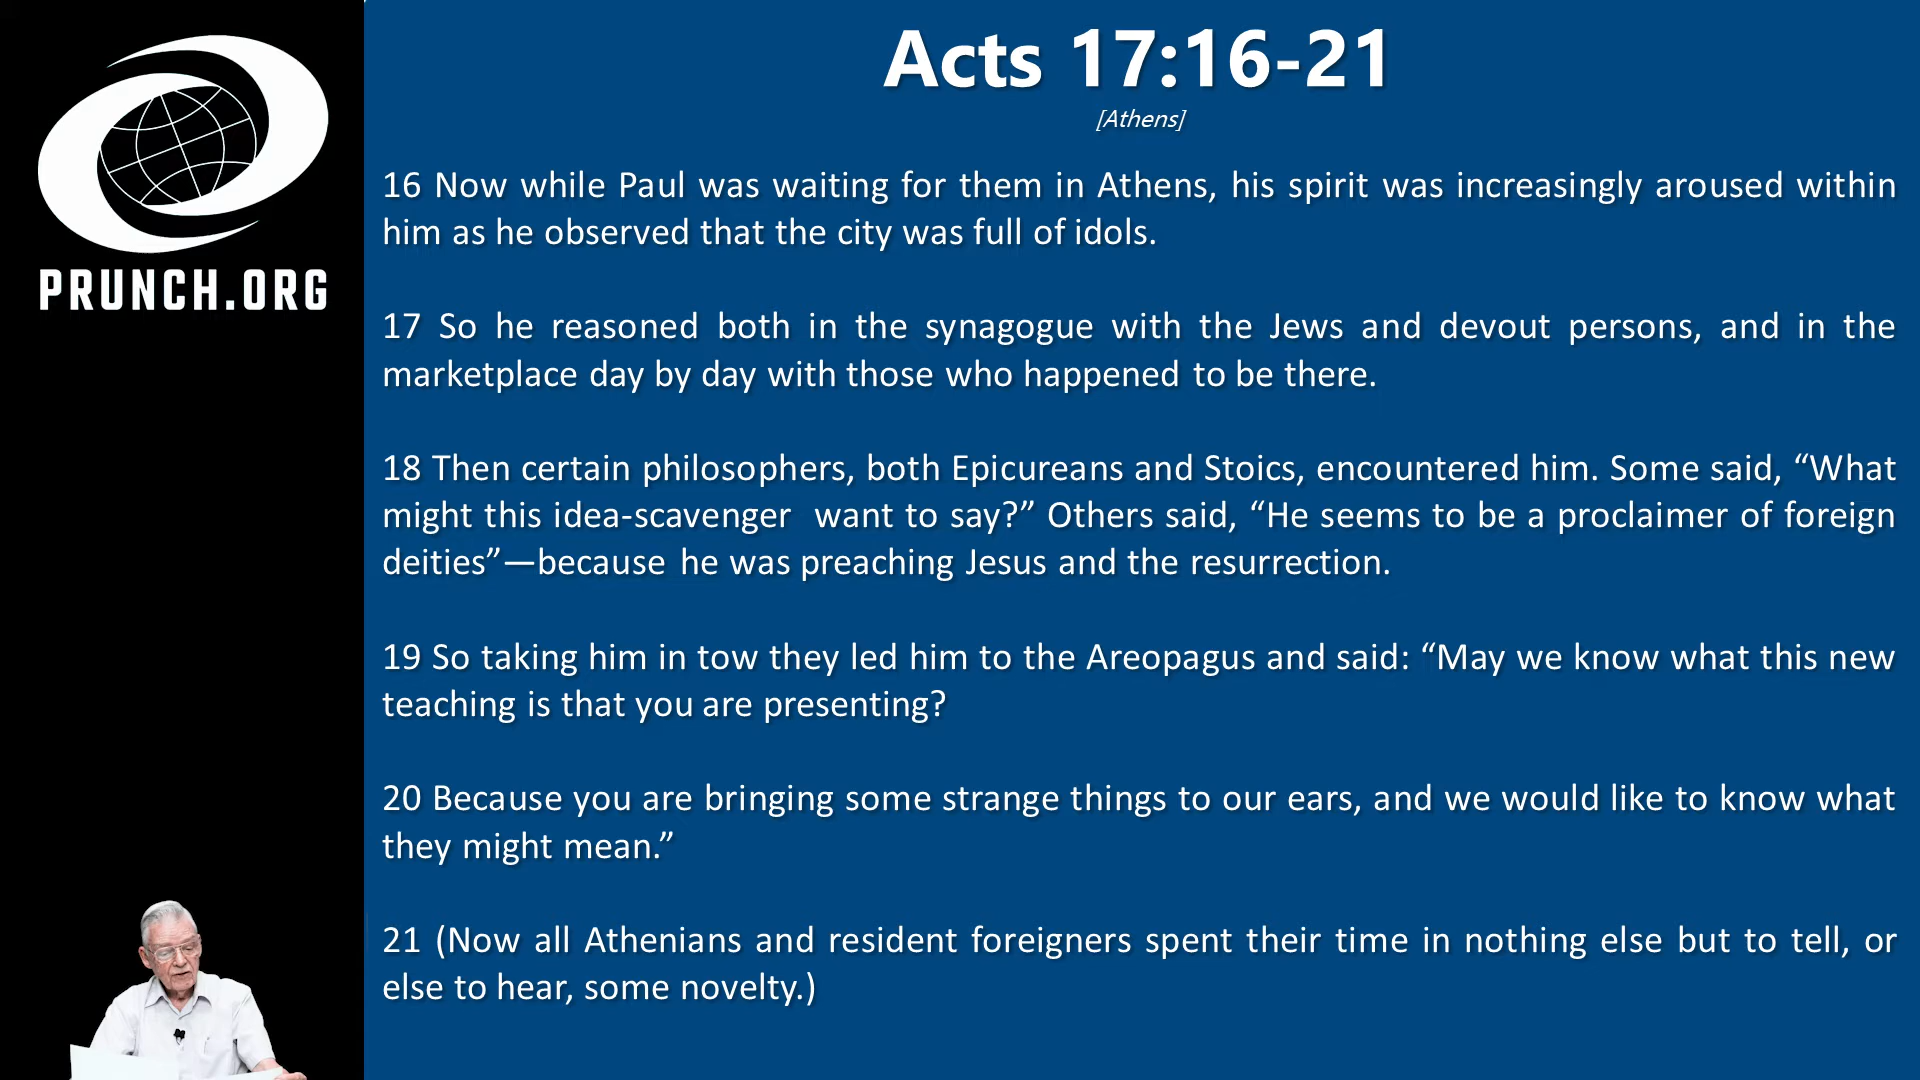 PRUNCH.ORG
Acts 17:16-21
[Athens]
16 Now while Paul was waiting for them in Athens, his spirit was increasingly aroused within
him as he observed that the city was full of idols.
17 So he reasoned both in the synagogue with the Jews and devout persons, and in the
marketplace day by day with those who happened to be there.
18 Then certain philosophers, both Epicureans and Stoics, encountered him. Some said, “What
might this idea-scavenger  want to say?” Others said, “He seems to be a proclaimer of foreign
deities”—because he was preaching Jesus and the resurrection.
19 So taking him in tow they led him to the Areopagus and said: “May we know what this new
teaching is that you are presenting?
20 Because you are bringing some strange things to our ears, and we would like to know what
they might mean.”
21 (Now all Athenians and resident foreigners spent their time in nothing else but to tell, or
else to hear, some novelty.)